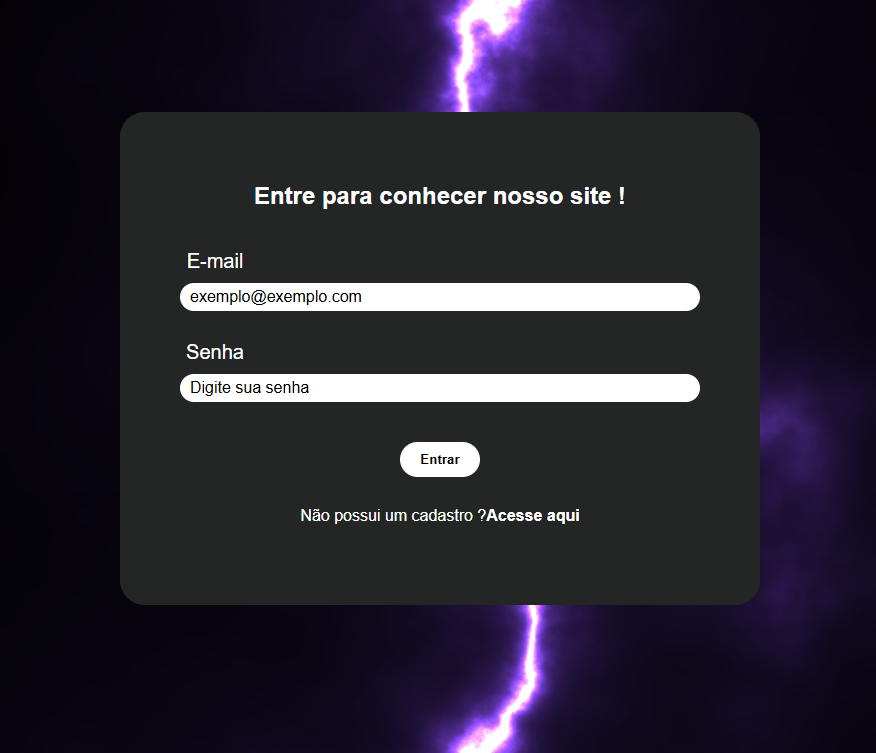 Entre para conhecer nosso site !
E-mail
exemplo@exemplo.com
Senha
Digite sua senha
Entrar
Não possui um cadastro ?Acesse aqui